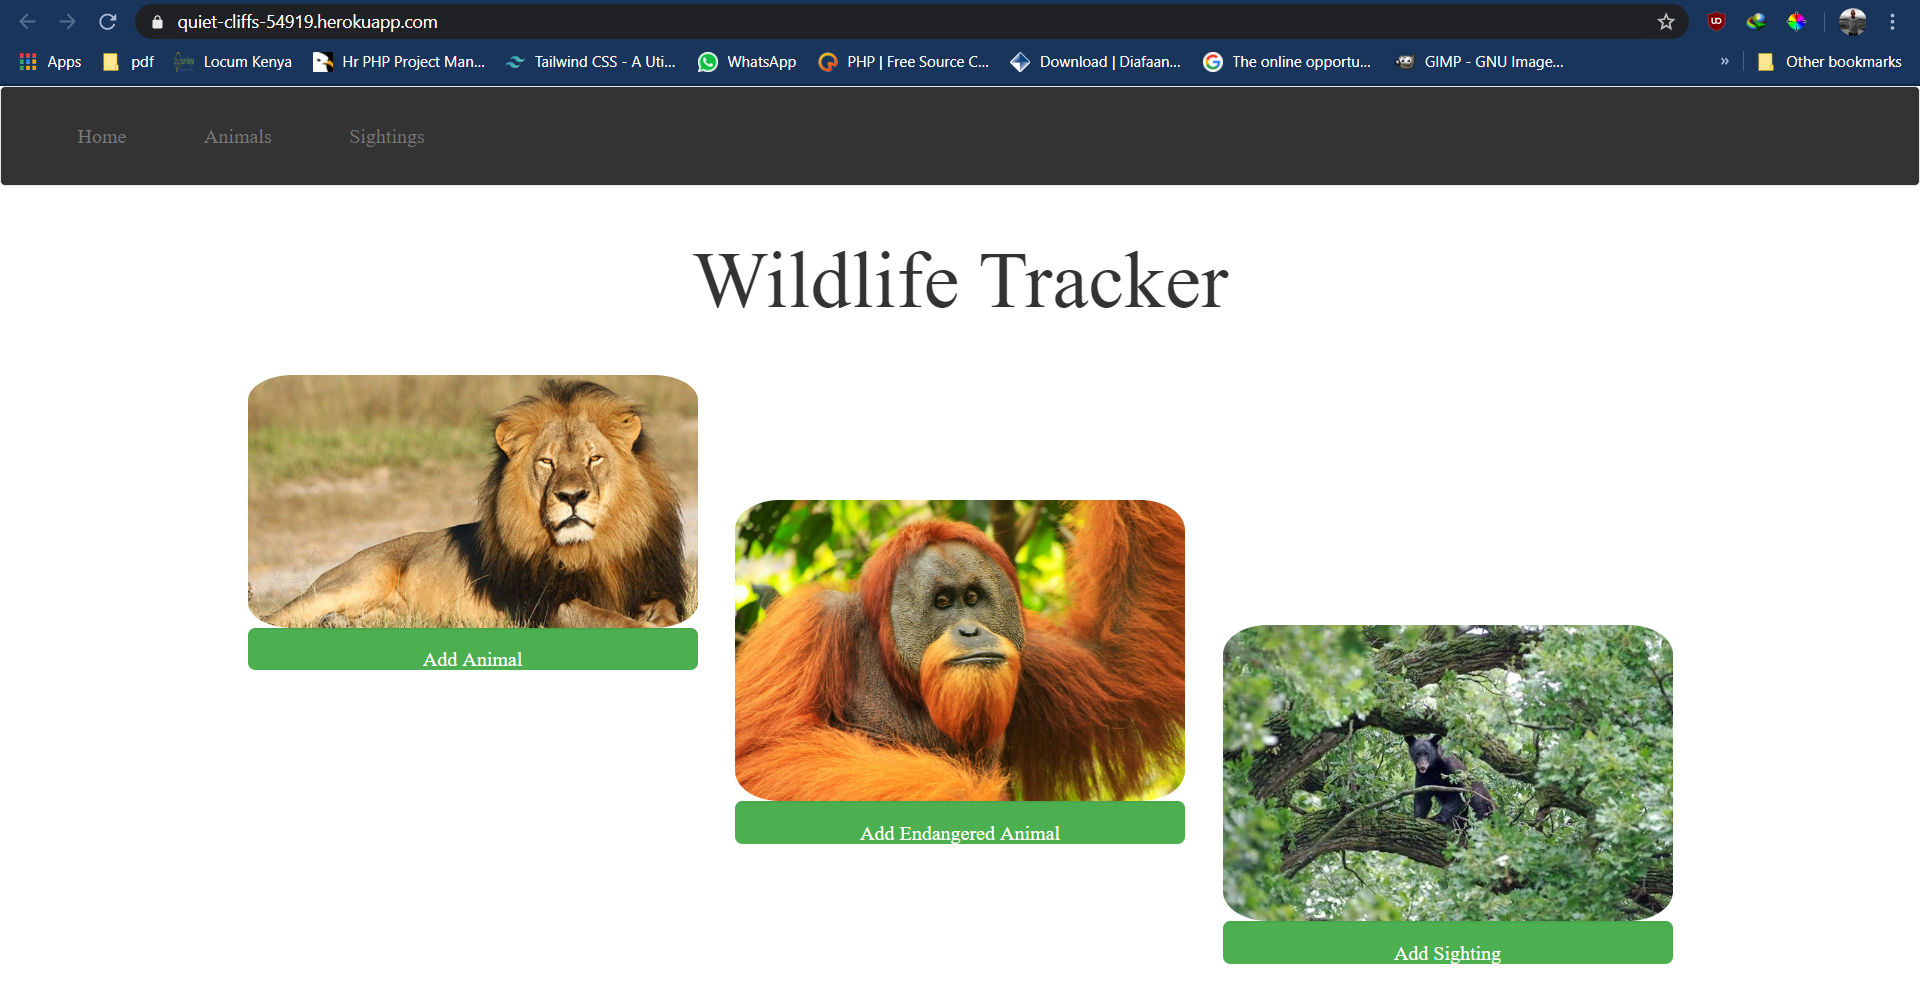 quiet-cliffs-54919.herokuapp.com
Apps pdf Locum Kenya Hr PHP Project Man... Tailwind CSS - A Uti... WhatsApp PHP | Free Source C... Download | Diafaan... The online opportu... GIMP - GNU Image... » Other bookmarks
Home Animals Sightings
Wildlife Tracker
Add Animal
Add Endangered Animal
Add Sighting